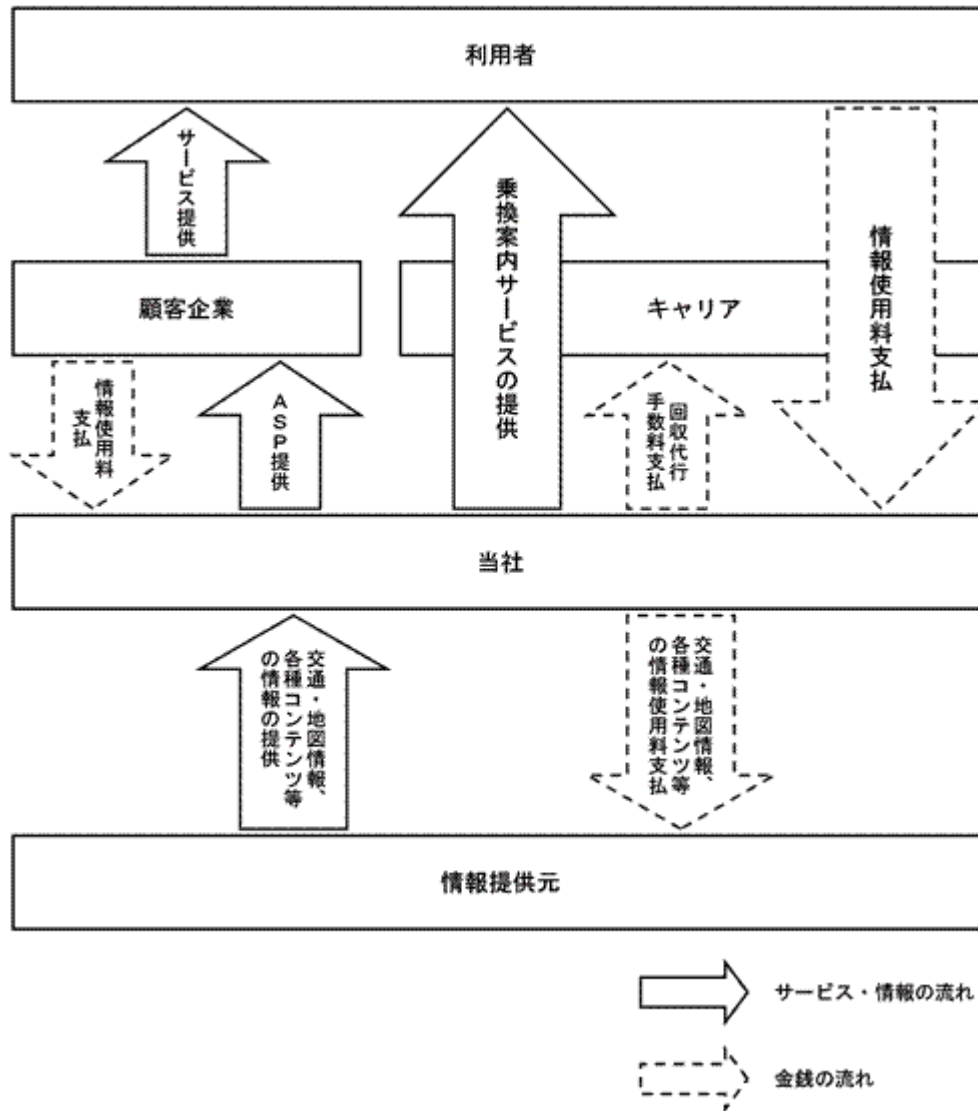 利用者
サービス提供
乗換案内サービスの提供
情報使用料支払
顧客企業
キャリア
情報使用料
支払
ASP提供
回収代行
手数料支払
当社
交通・地図情報、
各種コンテンツ等
の情報の提供
交通・地図情報、
各種コンテンツ等
の情報使用料支払
情報提供元
サービス・情報の流れ
金銭の流れ